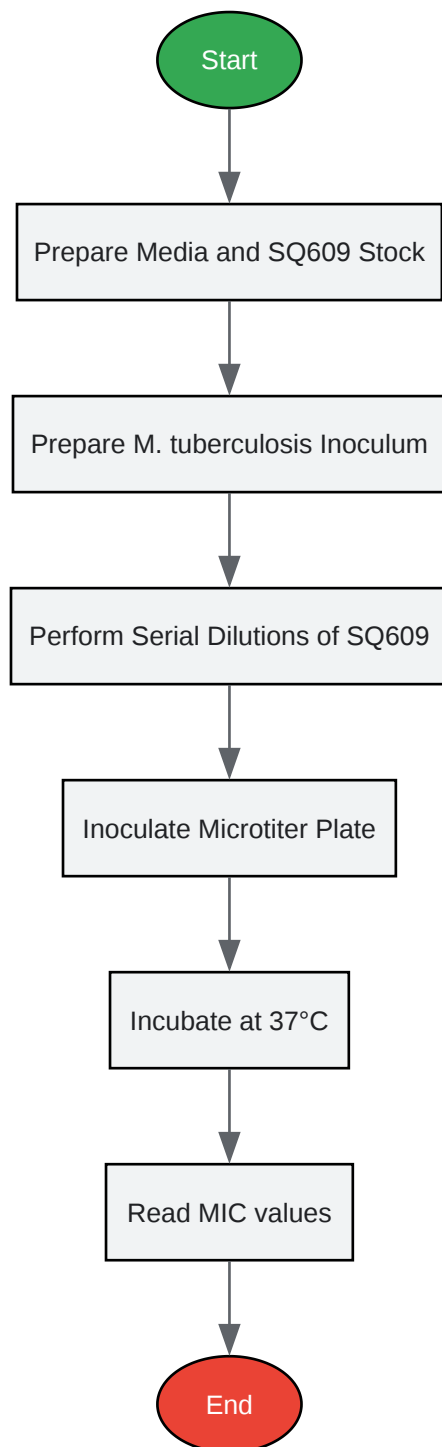 Start
Prepare Media and SQ609 Stock
Prepare M. tuberculosis Inoculum
Perform Serial Dilutions of SQ609
Inoculate Microtiter Plate
Incubate at 37°C
Read MIC values
End